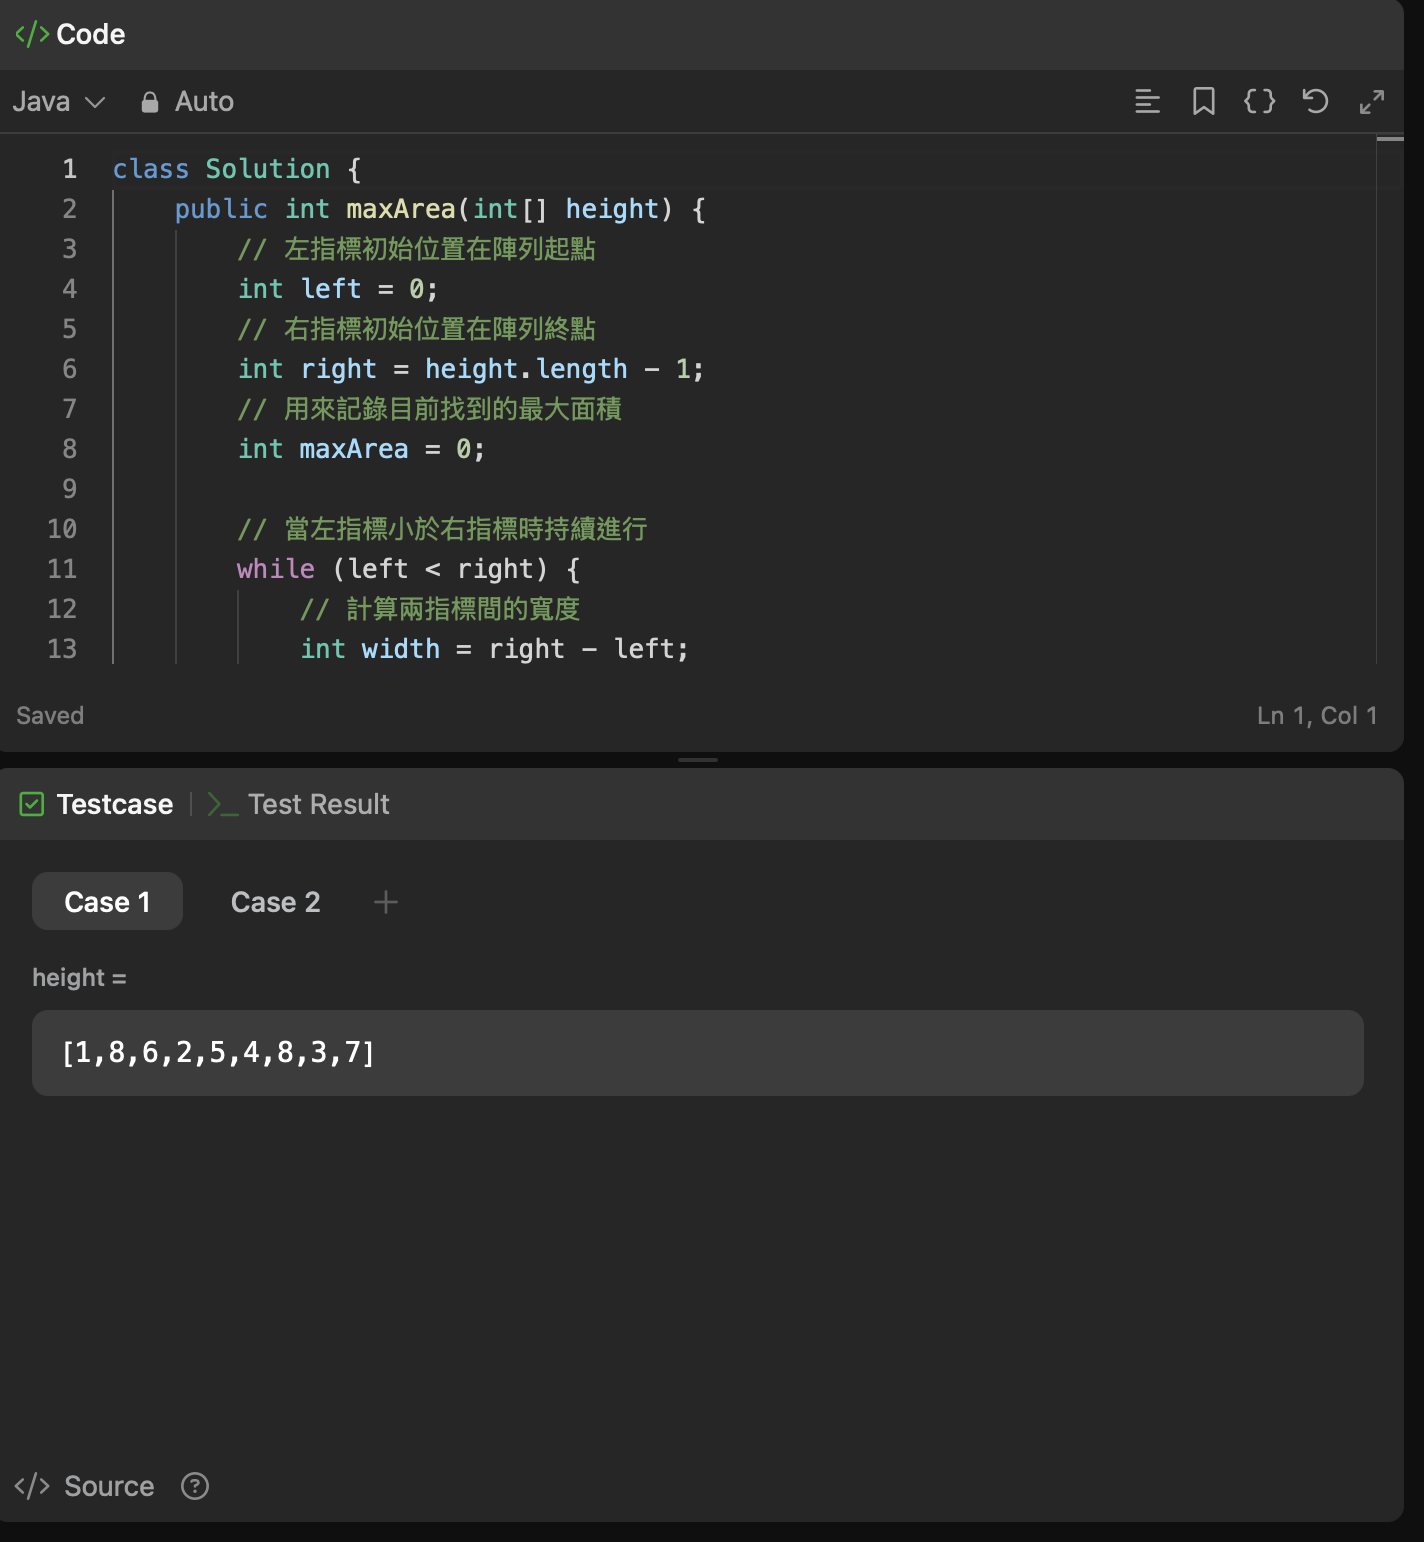 </> Code
Java Auto
1 class Solution {
2 public int maxArea(int[] height) {
3 // 左指標初始位置在陣列起點
4 int left = 0;
5 // 右指標初始位置在陣列終點
6 int right = height.length - 1;
7 // 用來記錄目前找到的最大面積
8 int maxArea = 0;
9
10 // 當左指標小於右指標時持續進行
11 while (left < right) {
12 // 計算兩指標間的寬度
13 int width = right - left;
Saved Ln 1, Col 1
Testcase | >_ Test Result
Case 1 Case 2 +
height =
[1,8,6,2,5,4,8,3,7]
</> Source ?